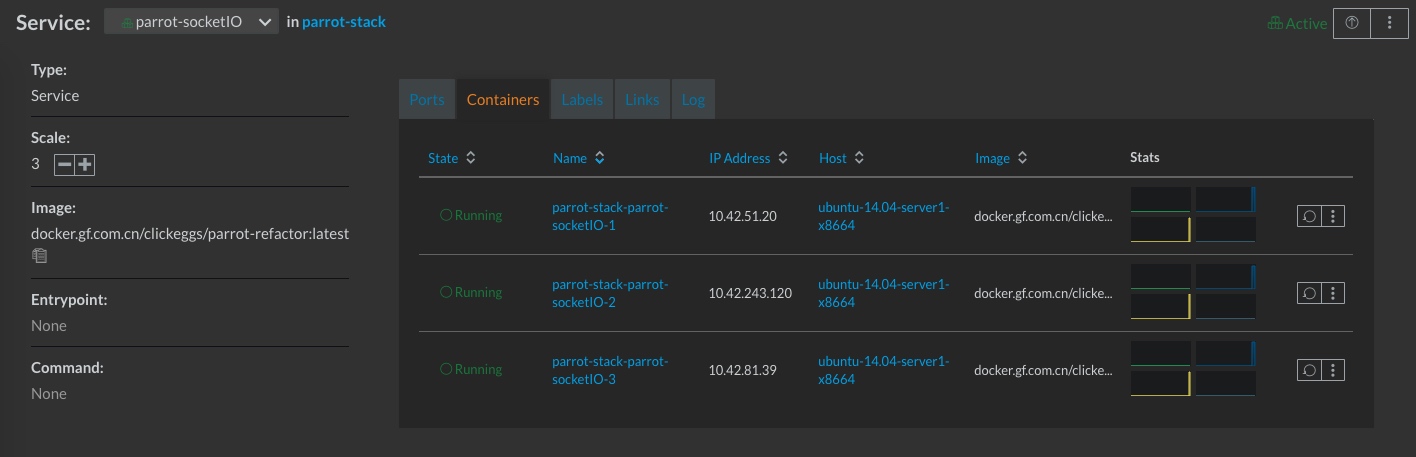 Service: parrot-socketIO in parrot-stack
Active
Type:
Service
Scale:
3
Image:
docker.gf.com.cn/clickeggs/parrot-refactor:latest
Entrypoint:
None
Command:
None
Ports Containers Labels Links Log
State Name IP Address Host Image Stats
Running parrot-stack-parrot-socketIO-1 10.42.51.20 ubuntu-14.04-server1-x8664 docker.gf.com.cn/clicke...
Running parrot-stack-parrot-socketIO-2 10.42.243.120 ubuntu-14.04-server1-x8664 docker.gf.com.cn/clicke...
Running parrot-stack-parrot-socketIO-3 10.42.81.39 ubuntu-14.04-server1-x8664 docker.gf.com.cn/clicke...